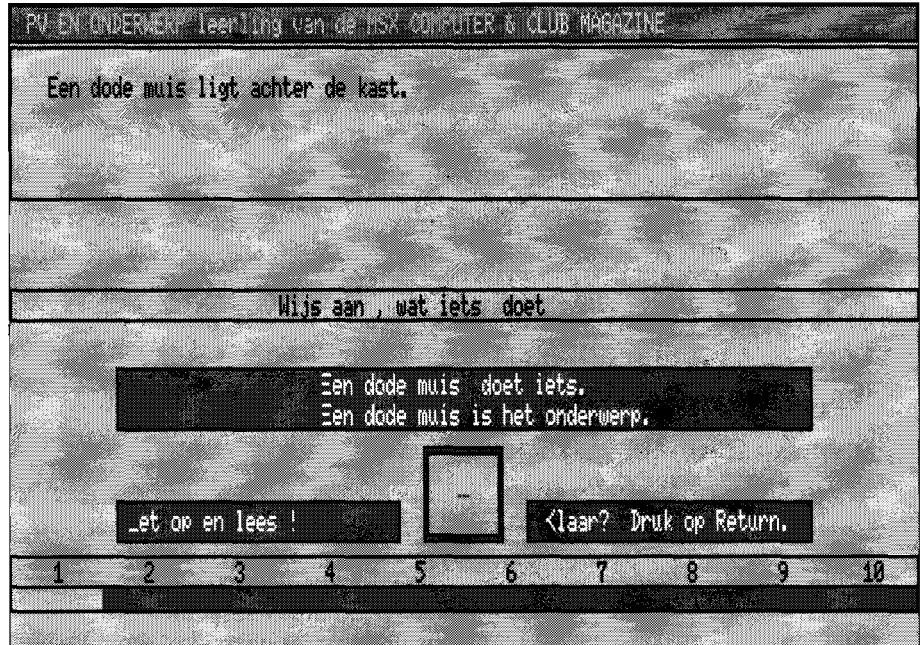 PV EN ONDERWERP leerling van de MSX COMPUTER & CLUB MAGAZINE
Een dode muis ligt achter de kast.
Wijs aan , wat iets doet
Een dode muis doet iets.
Een dode muis is het onderwerp.
Let op en lees !
Klaar? Druk op Return.
1 2 3 4 5 6 7 8 9 10